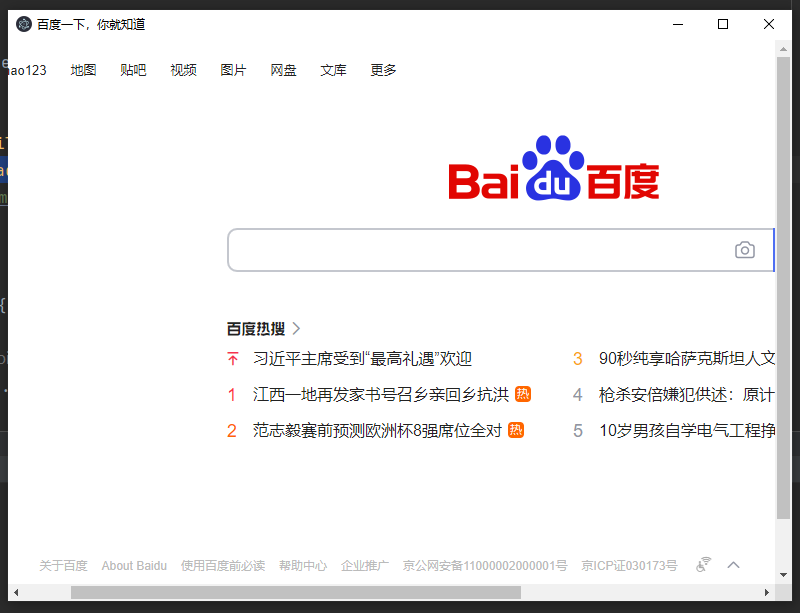 百度一下，你就知道
hao123 地图 贴吧 视频 图片 网盘 文库 更多
Bai du 百度
百度热搜
习近平主席受到“最高礼遇”欢迎
1 江西一地再发家书号召乡亲回乡抗洪 热
2 范志毅赛前预测欧洲杯8强席位全对 热
3 90秒纯享哈萨克斯坦人文
4 枪杀安倍嫌犯供述：原计
5 10岁男孩自学电气工程挣
关于百度 About Baidu 使用百度前必读 帮助中心 企业推广 京公网安备11000002000001号 京ICP证030173号